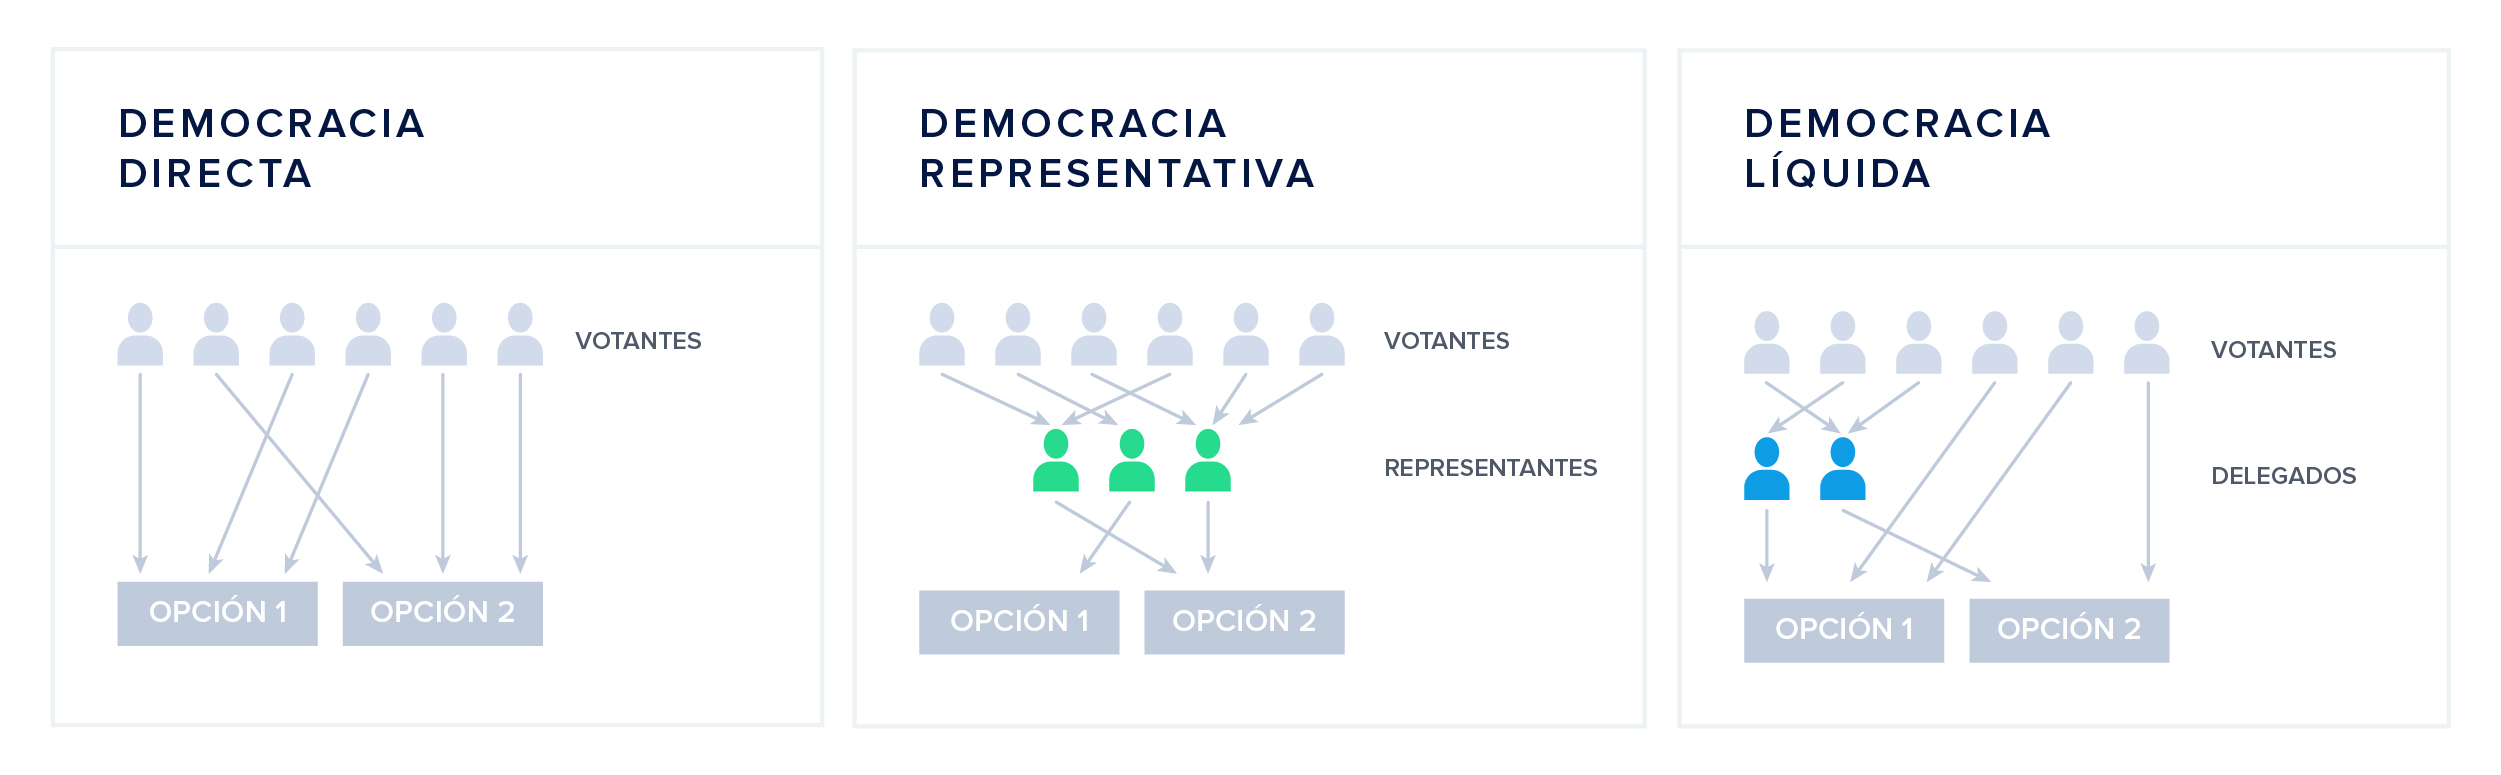 DEMOCRACIA
DIRECTA
VOTANTES
OPCIÓN 1
OPCIÓN 2
DEMOCRACIA
REPRESENTATIVA
VOTANTES
REPRESENTANTES
OPCIÓN 1
OPCIÓN 2
DEMOCRACIA
LÍQUIDA
VOTANTES
DELEGADOS
OPCIÓN 1
OPCIÓN 2